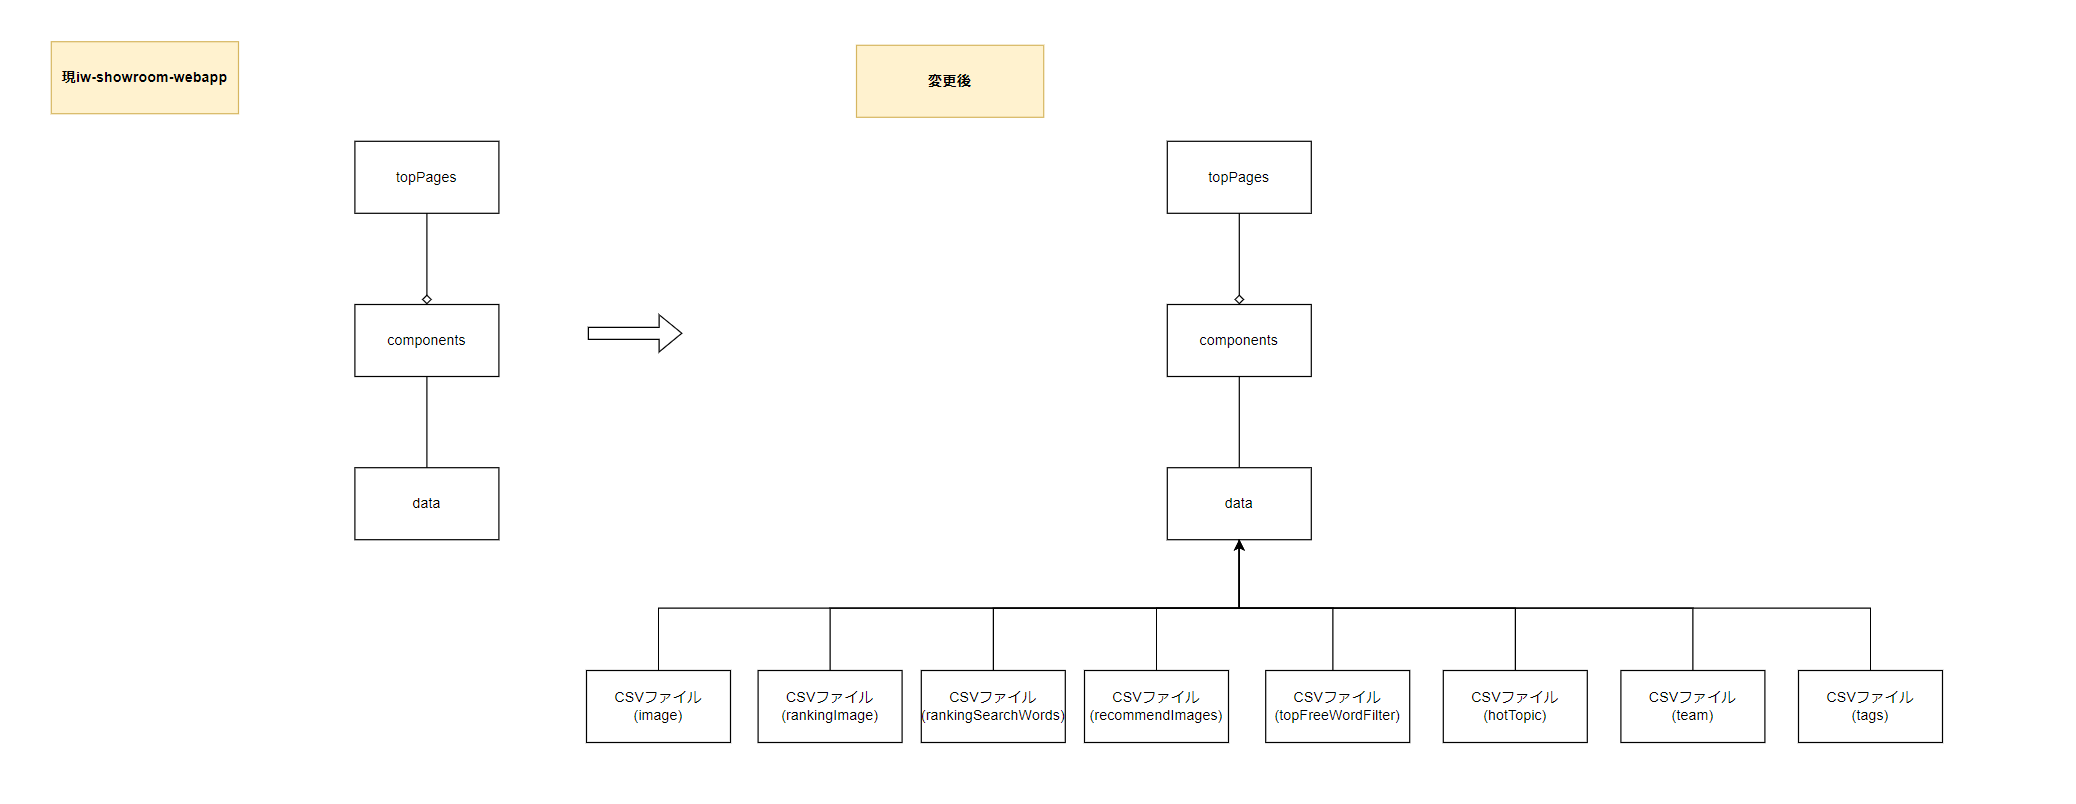 現iw-showroom-webapp
変更後
topPages
components
data
topPages
components
data
CSVファイル
(image)
CSVファイル
(rankingImage)
CSVファイル
(rankingSearchWords)
CSVファイル
(recommendImages)
CSVファイル
(topFreeWordFilter)
CSVファイル
(hotTopic)
CSVファイル
(team)
CSVファイル
(tags)